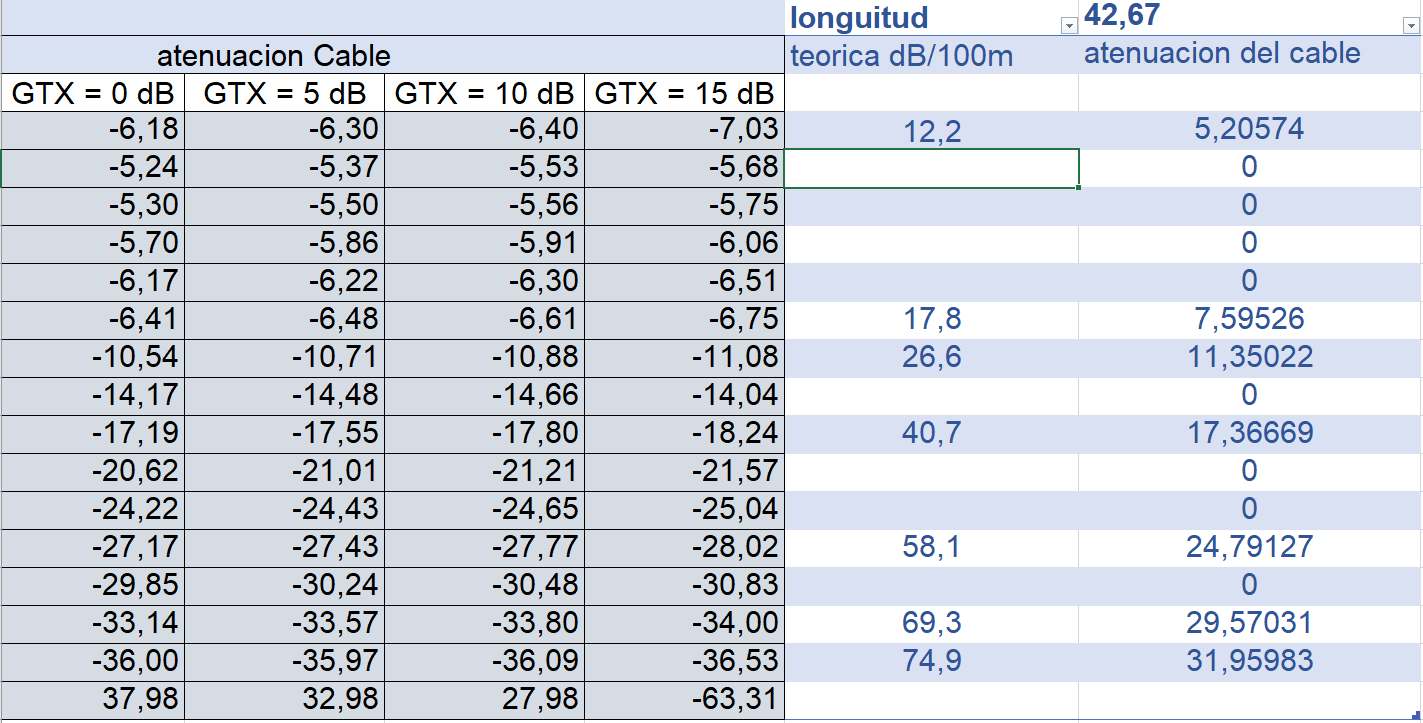 longuitud 42,67
atenuacion Cable teorica dB/100m atenuacion del cable
GTX = 0 dB GTX = 5 dB GTX = 10 dB GTX = 15 dB
-6,18 -6,30 -6,40 -7,03 12,2 5,20574
-5,24 -5,37 -5,53 -5,68 0
-5,30 -5,50 -5,56 -5,75 0
-5,70 -5,86 -5,91 -6,06 0
-6,17 -6,22 -6,30 -6,51 0
-6,41 -6,48 -6,61 -6,75 17,8 7,59526
-10,54 -10,71 -10,88 -11,08 26,6 11,35022
-14,17 -14,48 -14,66 -14,04 0
-17,19 -17,55 -17,80 -18,24 40,7 17,36669
-20,62 -21,01 -21,21 -21,57 0
-24,22 -24,43 -24,65 -25,04 0
-27,17 -27,43 -27,77 -28,02 58,1 24,79127
-29,85 -30,24 -30,48 -30,83 0
-33,14 -33,57 -33,80 -34,00 69,3 29,57031
-36,00 -35,97 -36,09 -36,53 74,9 31,95983
37,98 32,98 27,98 -63,31